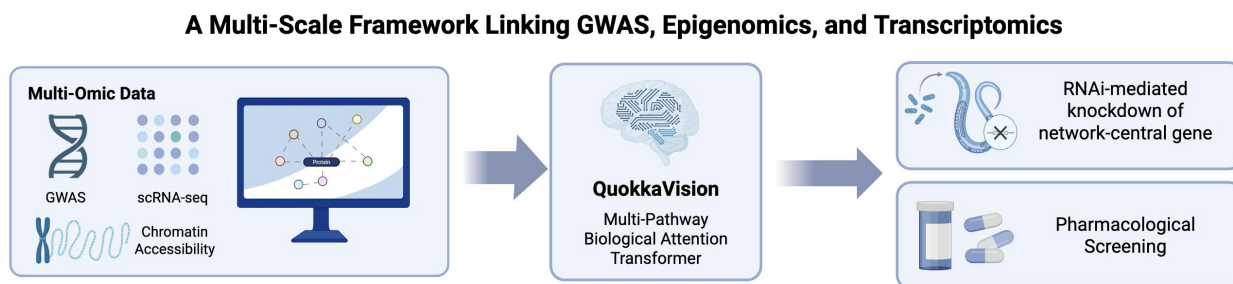 A Multi-Scale Framework Linking GWAS, Epigenomics, and Transcriptomics
Multi-Omic Data
GWAS
scRNA-seq
Chromatin
Accessibility
Protein
QuokkaVision
Multi-Pathway
Biological Attention
Transformer
RNAi-mediated
knockdown of
network-central gene
Pharmacological
Screening